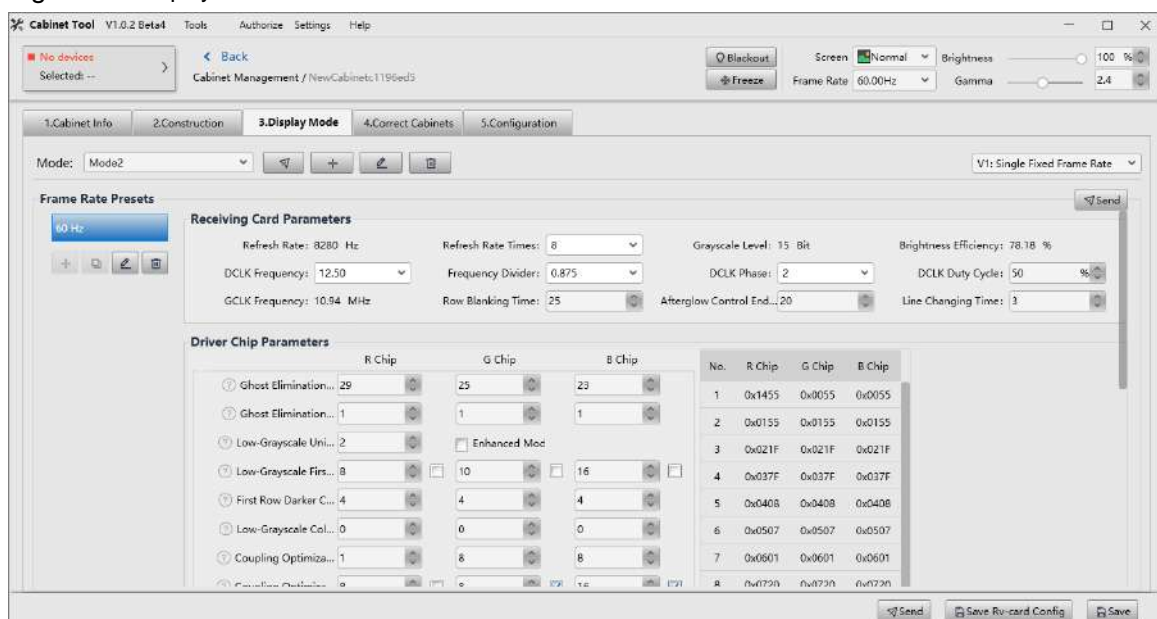 Cabinet Tool V1.0.2 Beta4 Tools Authorize Settings Help
No devices
Selected: --
Back
Cabinet Management / NewCabinetc1196ed5
Blackout Screen Normal Brightness 100 %
Freeze Frame Rate 60.00Hz Gamma 2.4
1.Cabinet Info 2.Construction 3.Display Mode 4.Correct Cabinets 5.Configuration
Mode: Mode2 V1: Single Fixed Frame Rate
Frame Rate Presets Send
60 Hz
Receiving Card Parameters
Refresh Rate: 8280 Hz Refresh Rate Times: 8 Grayscale Level: 15 Bit Brightness Efficiency: 78.18 %
DCLK Frequency: 12.50 Frequency Divider: 0.875 DCLK Phase: 2 DCLK Duty Cycle: 50 %
GCLK Frequency: 10.94 MHz Row Blanking Time: 25 Afterglow Control End... 20 Line Changing Time: 3
Driver Chip Parameters
R Chip G Chip B Chip No. R Chip G Chip B Chip
Ghost Elimination... 29 25 23
1 0x1455 0x0055 0x0055
Ghost Elimination... 1 1 1
2 0x0155 0x0155 0x0155
Low-Grayscale Uni... 2 Enhanced Mod
3 0x021F 0x021F 0x021F
Low-Grayscale Firs... 8 10 16
4 0x037F 0x037F 0x037F
First Row Darker C... 4 4 4
5 0x0408 0x0408 0x0408
Low-Grayscale Col... 0 0 0
6 0x0507 0x0507 0x0507
Coupling Optimiza... 1 8 8
7 0x0601 0x0601 0x0601
8 0x0720 0x0720 0x0720
Send Save Rv-card Config Save